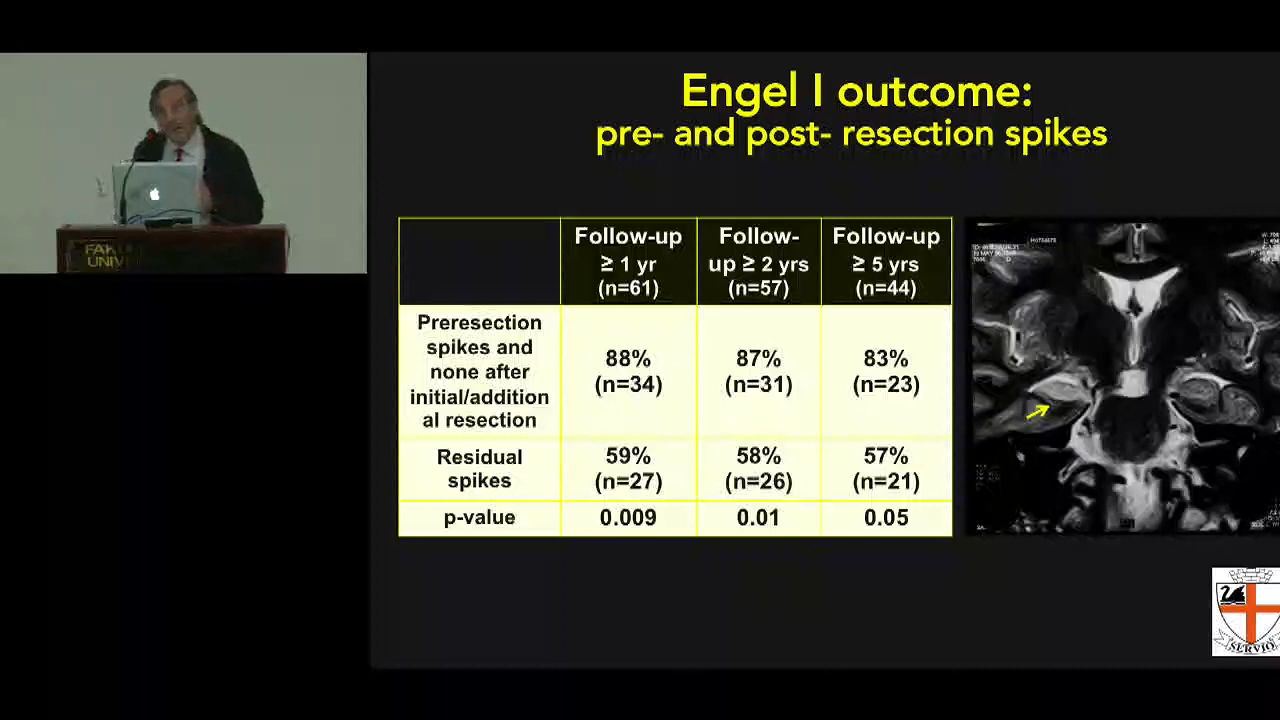 Engel I outcome:
pre- and post- resection spikes
Follow-up
≥ 1 yr
(n=61)
Follow-
up ≥ 2 yrs
(n=57)
Follow-up
≥ 5 yrs
(n=44)
Preresection
spikes and
none after
initial/addition
al resection
88%
(n=34)
87%
(n=31)
83%
(n=23)
Residual
spikes
59%
(n=27)
58%
(n=26)
57%
(n=21)
p-value
0.009
0.01
0.05
SERVIO